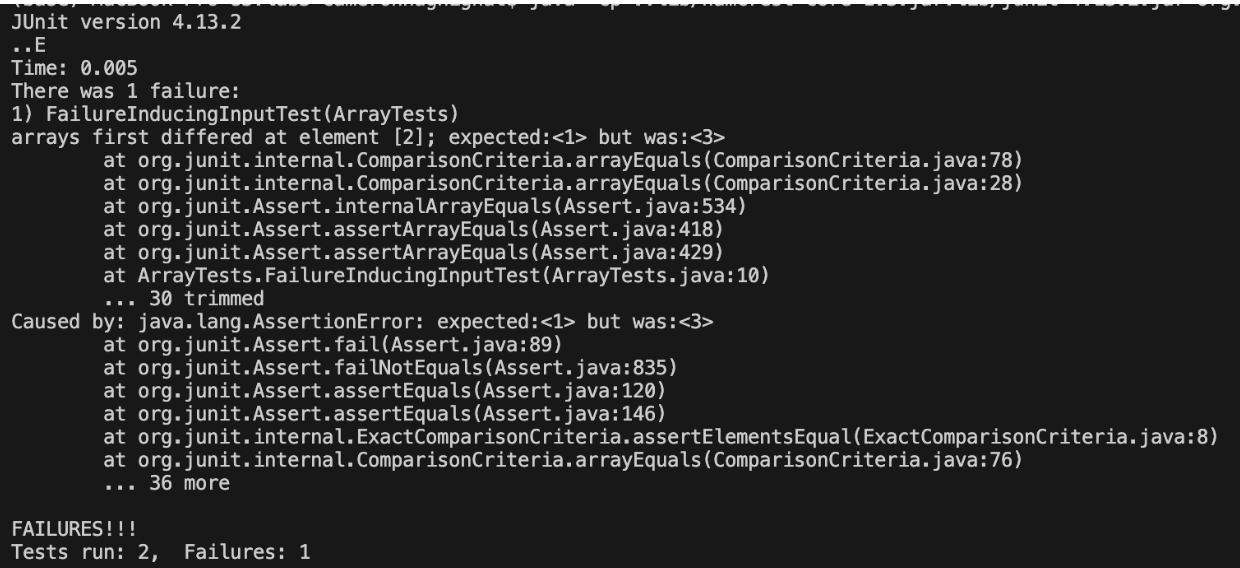 JUnit version 4.13.2
..E
Time: 0.005
There was 1 failure:
1) FailureInducingInputTest(ArrayTests)
arrays first differed at element [2]; expected:<1> but was:<3>
        at org.junit.internal.ComparisonCriteria.arrayEquals(ComparisonCriteria.java:78)
        at org.junit.internal.ComparisonCriteria.arrayEquals(ComparisonCriteria.java:28)
        at org.junit.Assert.internalArrayEquals(Assert.java:534)
        at org.junit.Assert.assertArrayEquals(Assert.java:418)
        at org.junit.Assert.assertArrayEquals(Assert.java:429)
        at ArrayTests.FailureInducingInputTest(ArrayTests.java:10)
        ... 30 trimmed
Caused by: java.lang.AssertionError: expected:<1> but was:<3>
        at org.junit.Assert.fail(Assert.java:89)
        at org.junit.Assert.failNotEquals(Assert.java:835)
        at org.junit.Assert.assertEquals(Assert.java:120)
        at org.junit.Assert.assertEquals(Assert.java:146)
        at org.junit.internal.ExactComparisonCriteria.assertElementsEqual(ExactComparisonCriteria.java:8)
        at org.junit.internal.ComparisonCriteria.arrayEquals(ComparisonCriteria.java:76)
        ... 36 more
FAILURES!!!
Tests run: 2,  Failures: 1